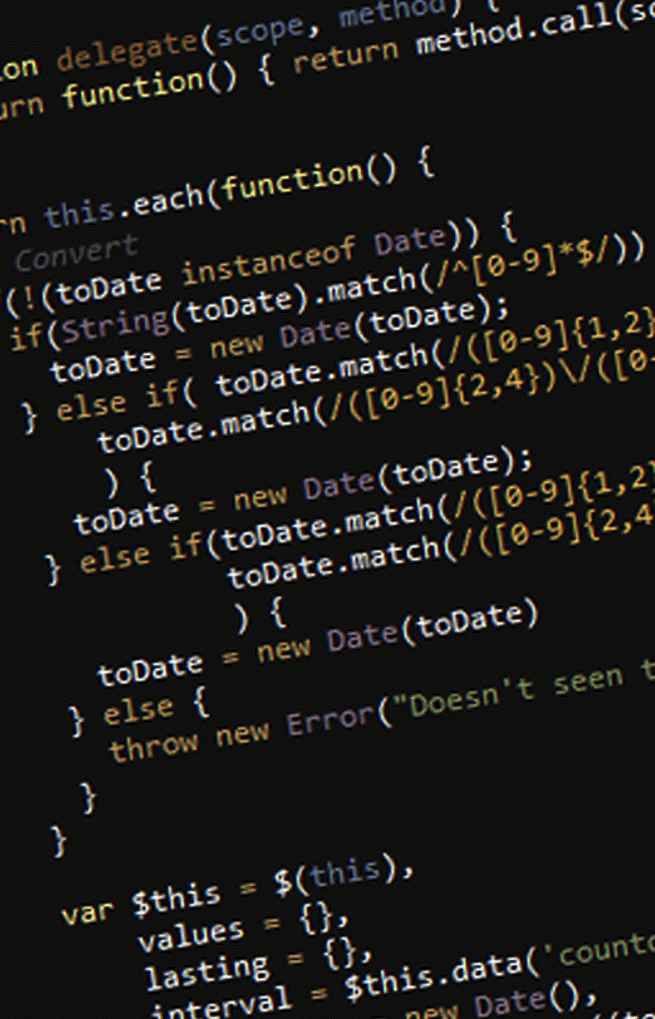 on delegate(scope, method) {
urn function() { return method.call(sc
rn this.each(function() {
Convert
(!(toDate instanceof Date)) {
if(String(toDate).match(/^[0-9]*$/))
toDate = new Date(toDate);
} else if( toDate.match(/([0-9]{1,2}
toDate.match(/([0-9]{2,4})\/([0-
) {
toDate = new Date(toDate);
} else if(toDate.match(/([0-9]{1,2}
toDate.match(/([0-9]{2,4
) {
toDate = new Date(toDate)
} else {
throw new Error("Doesn't seen t
}
}
var $this = $(this),
values = {},
lasting = {},
interval = $this.data('countd
new Date(),